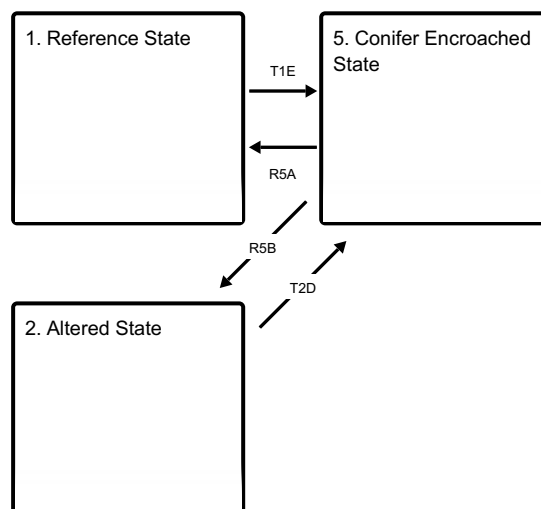 1. Reference State
5. Conifer Encroached
State
T1E
R5A
R5B
T2D
2. Altered State